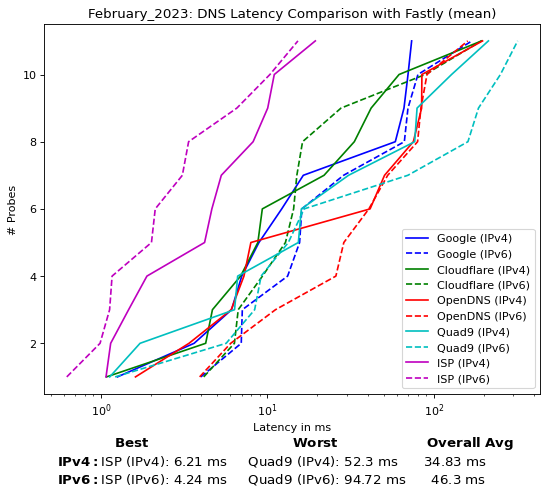 February_2023: DNS Latency Comparison with Fastly (mean)
# Probes
10
8
6
4
2
Google (IPv4)
Google (IPv6)
Cloudflare (IPv4)
Cloudflare (IPv6)
OpenDNS (IPv4)
OpenDNS (IPv6)
Quad9 (IPv4)
Quad9 (IPv6)
ISP (IPv4)
ISP (IPv6)
10⁰ 10¹ 10²
Latency in ms
Best Worst Overall Avg
IPv4: ISP (IPv4): 6.21 ms Quad9 (IPv4): 52.3 ms 34.83 ms
IPv6: ISP (IPv6): 4.24 ms Quad9 (IPv6): 94.72 ms 46.3 ms